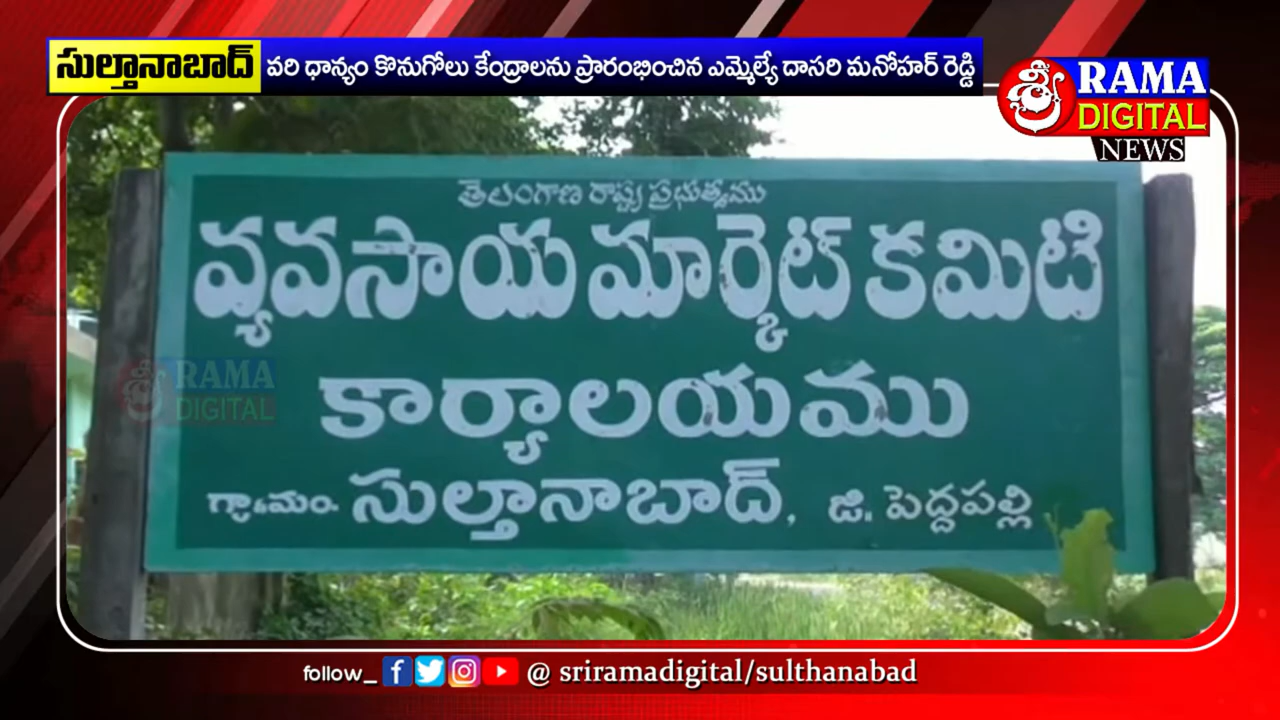 సుల్తానాబాద్ వరి ధాన్యం కొనుగోలు కేంద్రాలను ప్రారంభించిన ఎమ్మెల్యే దాసరి మనోహర్ రెడ్డి
శ్రీ RAMA
DIGITAL
NEWS
తెలంగాణ రాష్ట్ర ప్రభుత్వము
వ్యవసాయ మార్కెట్ కమిటి
కార్యాలయము
గ్రామం. సుల్తానాబాద్, జి. పెద్దపల్లి
శ్రీ RAMA
DIGITAL
follow_ @ sriramadigital/sulthanabad